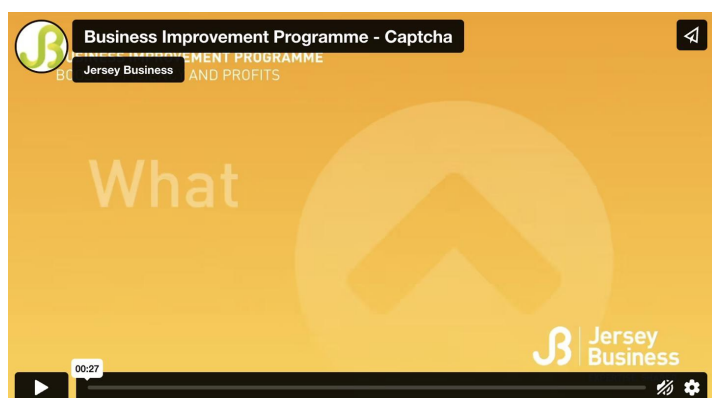 Business Improvement Programme - Captcha
EMENT PROGRAMME
Jersey Business
AND PROFITS
What
Jersey
Business
00:27